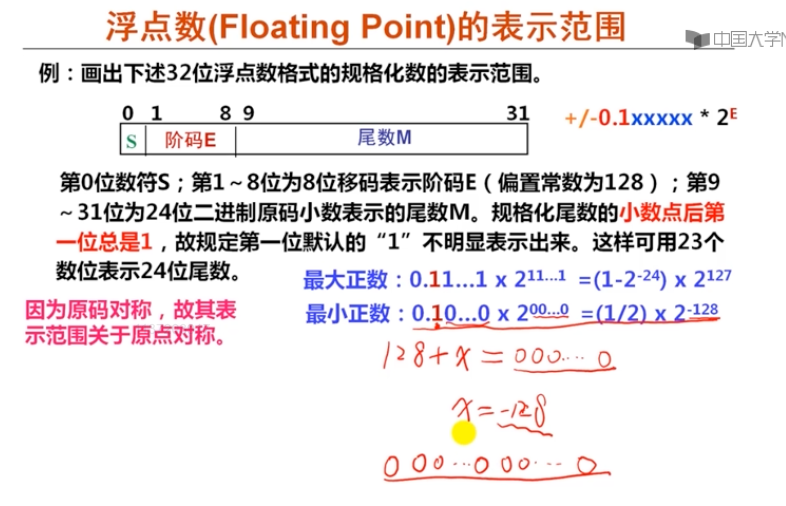 浮点数(Floating Point)的表示范围
中国大学
例：画出下述32位浮点数格式的规格化数的表示范围。
0 1 8 9 31
S 阶码E 尾数M
+/-0.1xxxxx * 2^E
第0位数符S；第1～8位为8位移码表示阶码E（偏置常数为128）；第9
～31位为24位二进制原码小数表示的尾数M。规格化尾数的小数点后第
一位总是1，故规定第一位默认的“1”不明显表示出来。这样可用23个
数位表示24位尾数。
最大正数：0.11…1 x 2^11…1 =(1-2^-24) x 2^127
因为原码对称，故其表
示范围关于原点对称。
最小正数：0.10…0 x 2^00…0 =(1/2) x 2^-128
128+x=000…0
x=-128
0 00…000…0